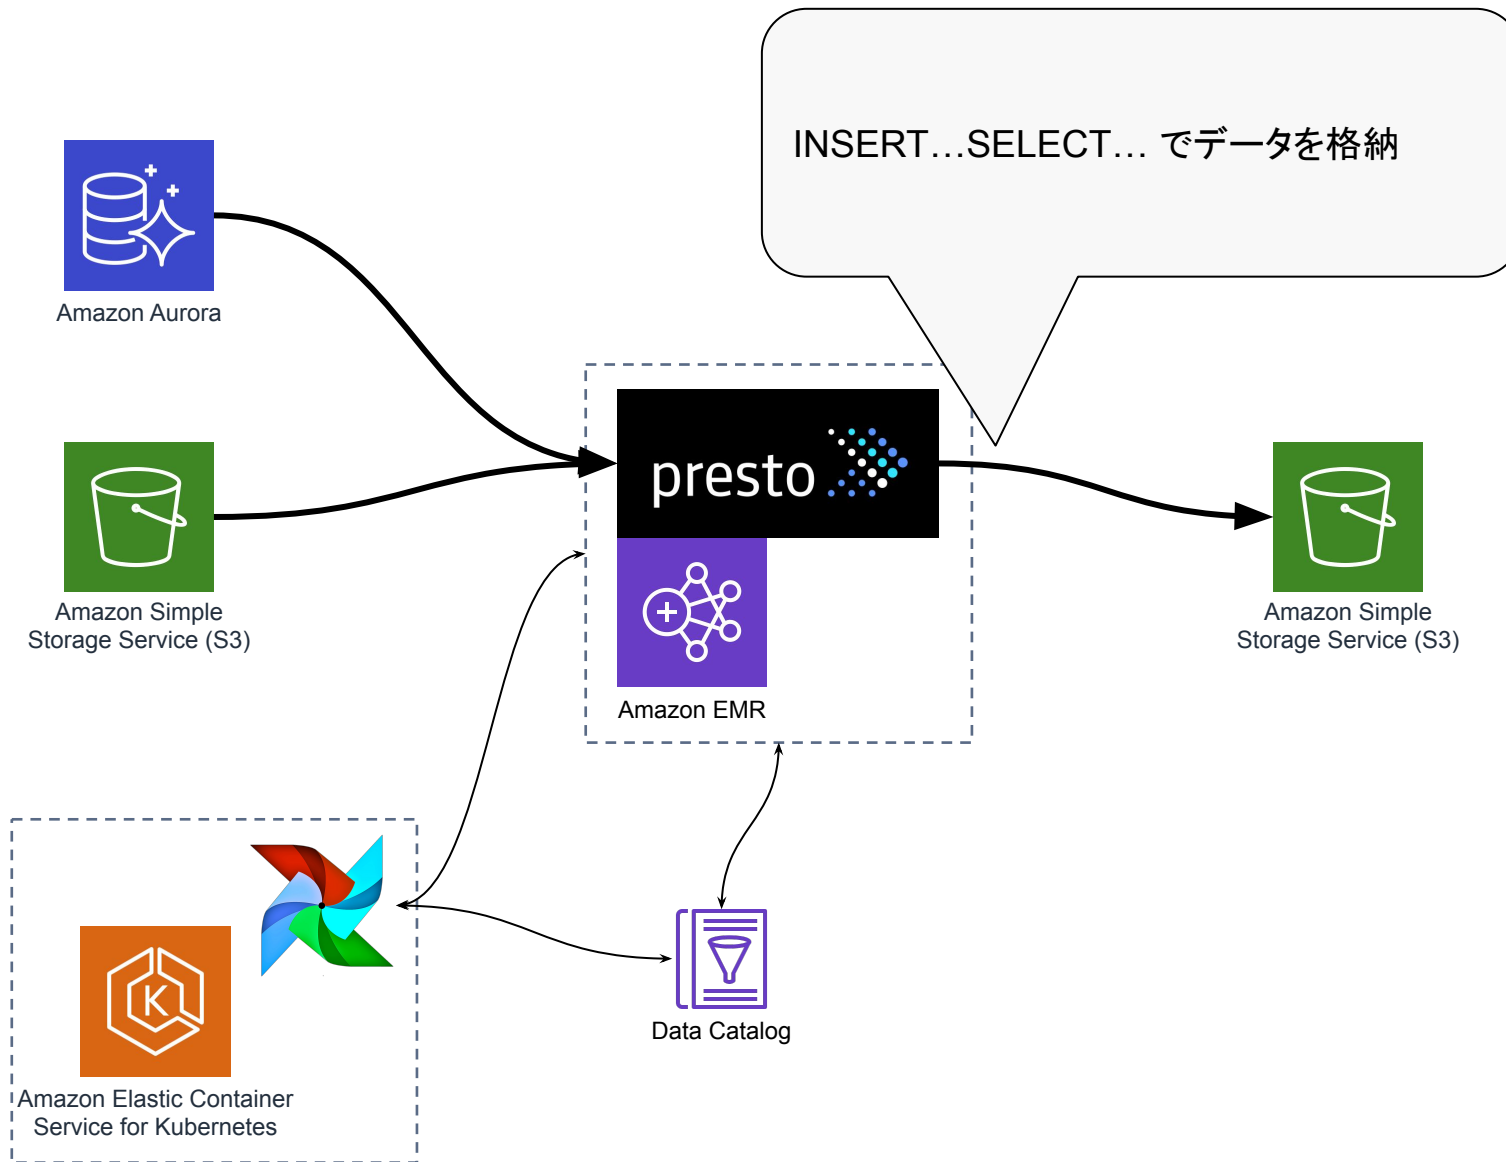 INSERT…SELECT… でデータを格納
Amazon Aurora
presto
Amazon Simple
Storage Service (S3)
Amazon Simple
Storage Service (S3)
Amazon EMR
K
Data Catalog
Amazon Elastic Container
Service for Kubernetes